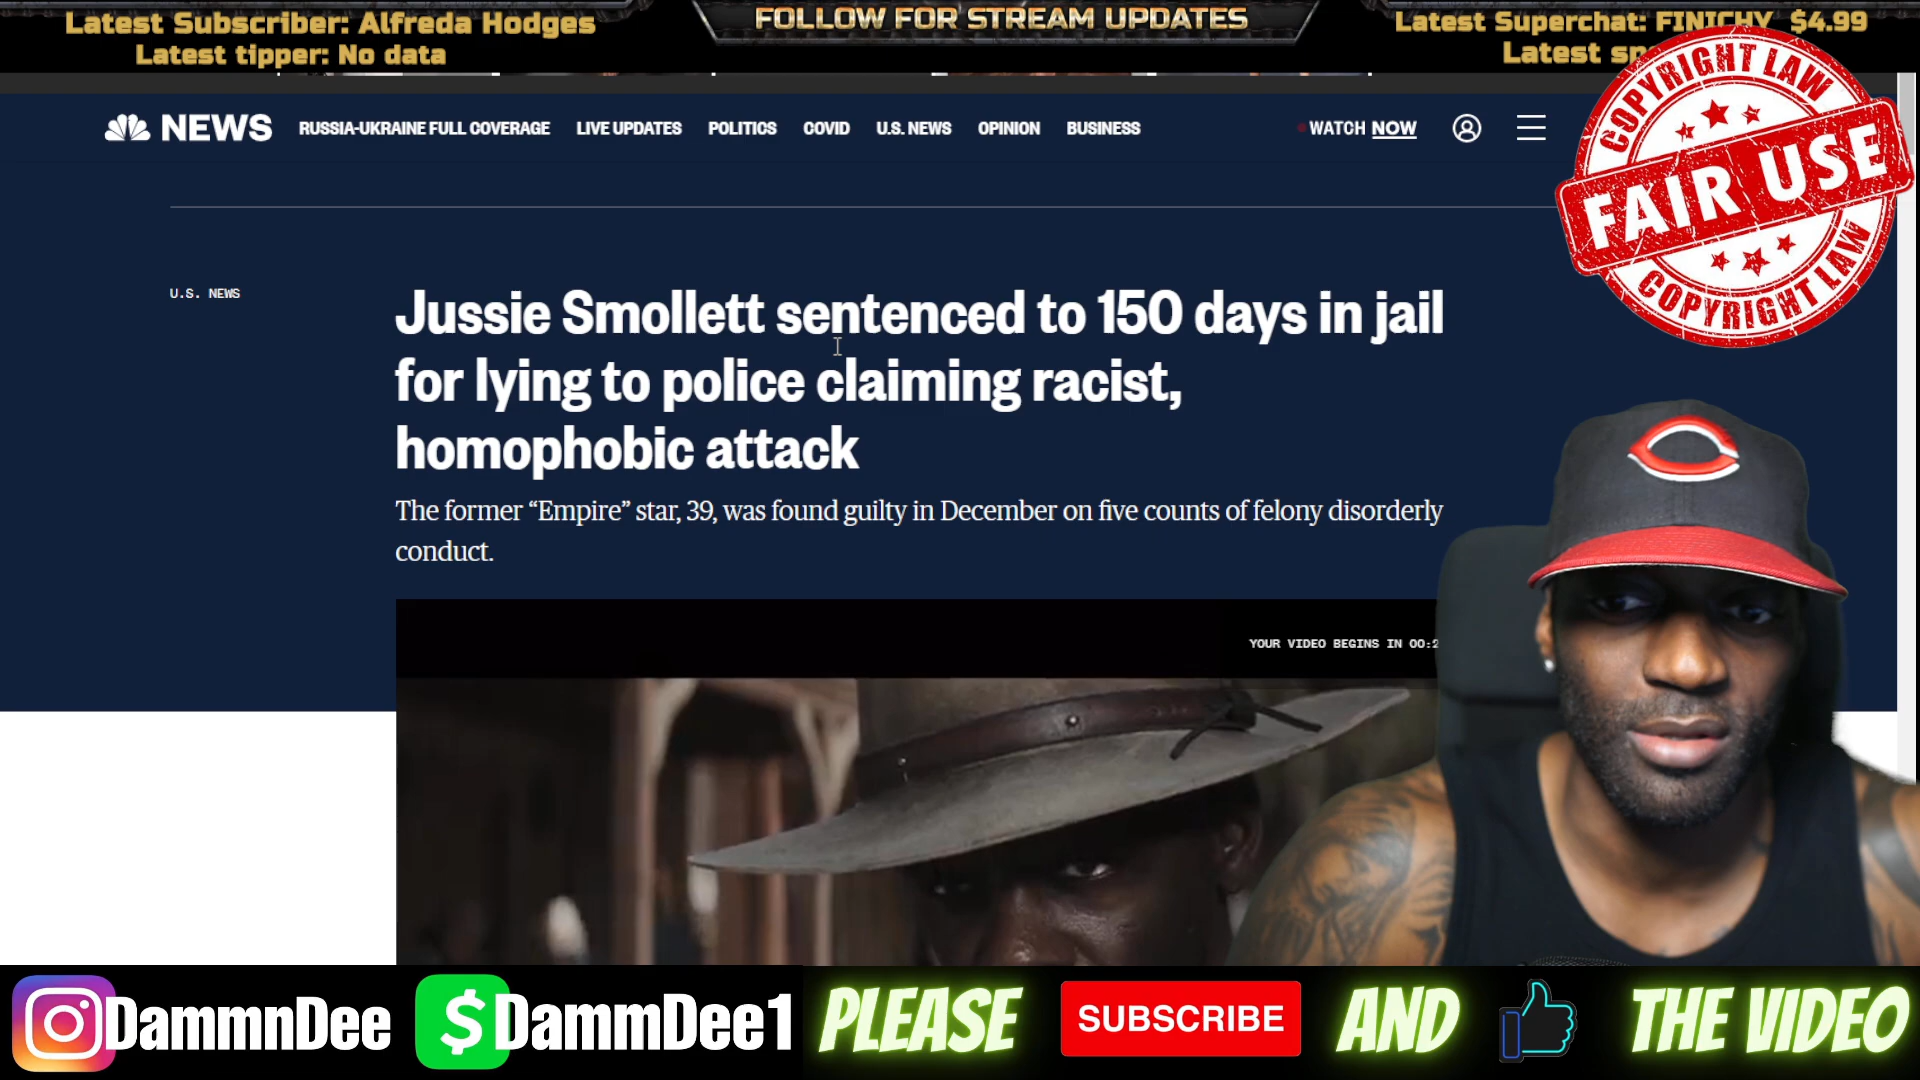 Latest Subscriber: Alfreda Hodges
Latest tipper: No data
FOLLOW FOR STREAM UPDATES
Latest Superchat: FINICHY $4.99
Latest
COPYRIGHT LAW
FAIR USE
COPYRIGHT LAW
NEWS
RUSSIA-UKRAINE FULL COVERAGE
LIVE UPDATES
POLITICS
COVID
U.S. NEWS
OPINION
BUSINESS
WATCH NOW
U.S. NEWS
Jussie Smollett sentenced to 150 days in jail
for lying to police claiming racist,
homophobic attack
The former “Empire” star, 39, was found guilty in December on five counts of felony disorderly
conduct.
YOUR VIDEO BEGINS IN 00:2
DammnDee
$ DammDee1
PLEASE
SUBSCRIBE
AND
THE VIDEO